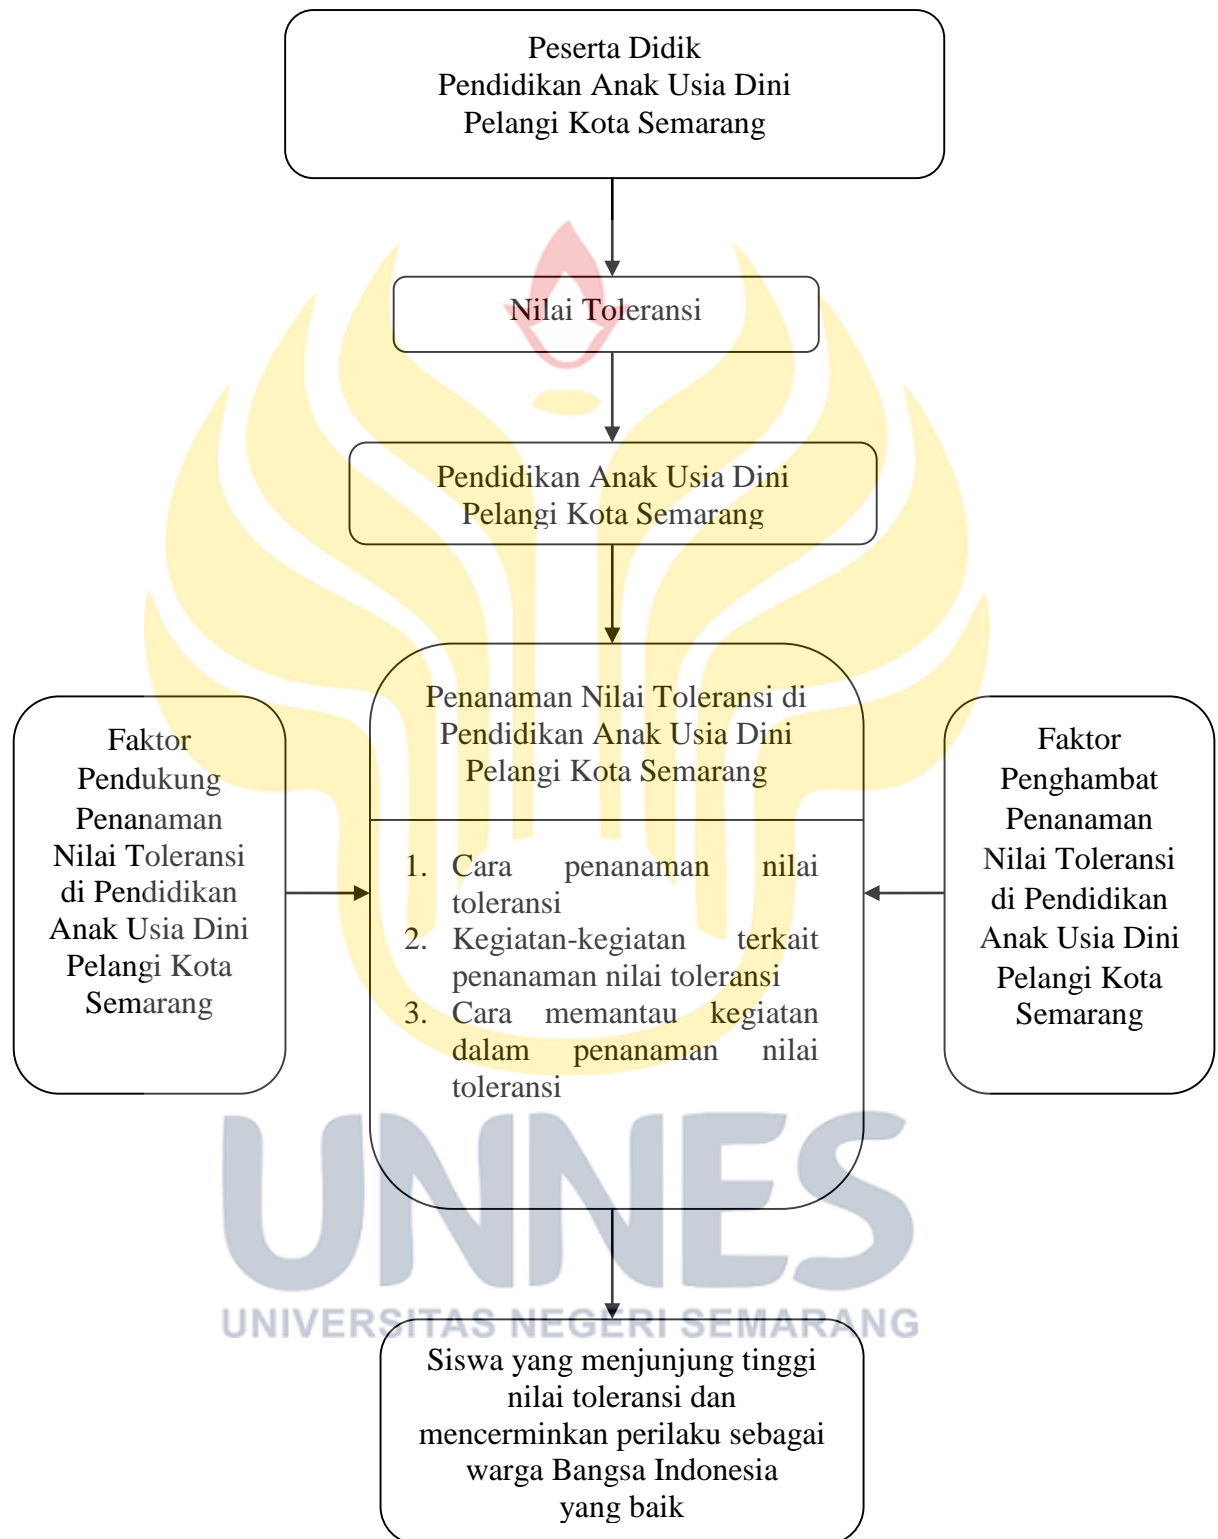 Peserta Didik
Pendidikan Anak Usia Dini
Pelangi Kota Semarang
Nilai Toleransi
Pendidikan Anak Usia Dini
Pelangi Kota Semarang
Penanaman Nilai Toleransi di
Pendidikan Anak Usia Dini
Pelangi Kota Semarang
Faktor
Pendukung
Penanaman
Nilai Toleransi
di Pendidikan
Anak Usia Dini
Pelangi Kota
Semarang
1. Cara penanaman nilai
toleransi
2. Kegiatan-kegiatan terkait
penanaman nilai toleransi
3. Cara memantau kegiatan
dalam penanaman nilai
toleransi
Faktor
Penghambat
Penanaman
Nilai Toleransi
di Pendidikan
Anak Usia Dini
Pelangi Kota
Semarang
UNNES
UNIVERSITAS NEGERI SEMARANG
Siswa yang menjunjung tinggi
nilai toleransi dan
mencerminkan perilaku sebagai
warga Bangsa Indonesia
yang baik